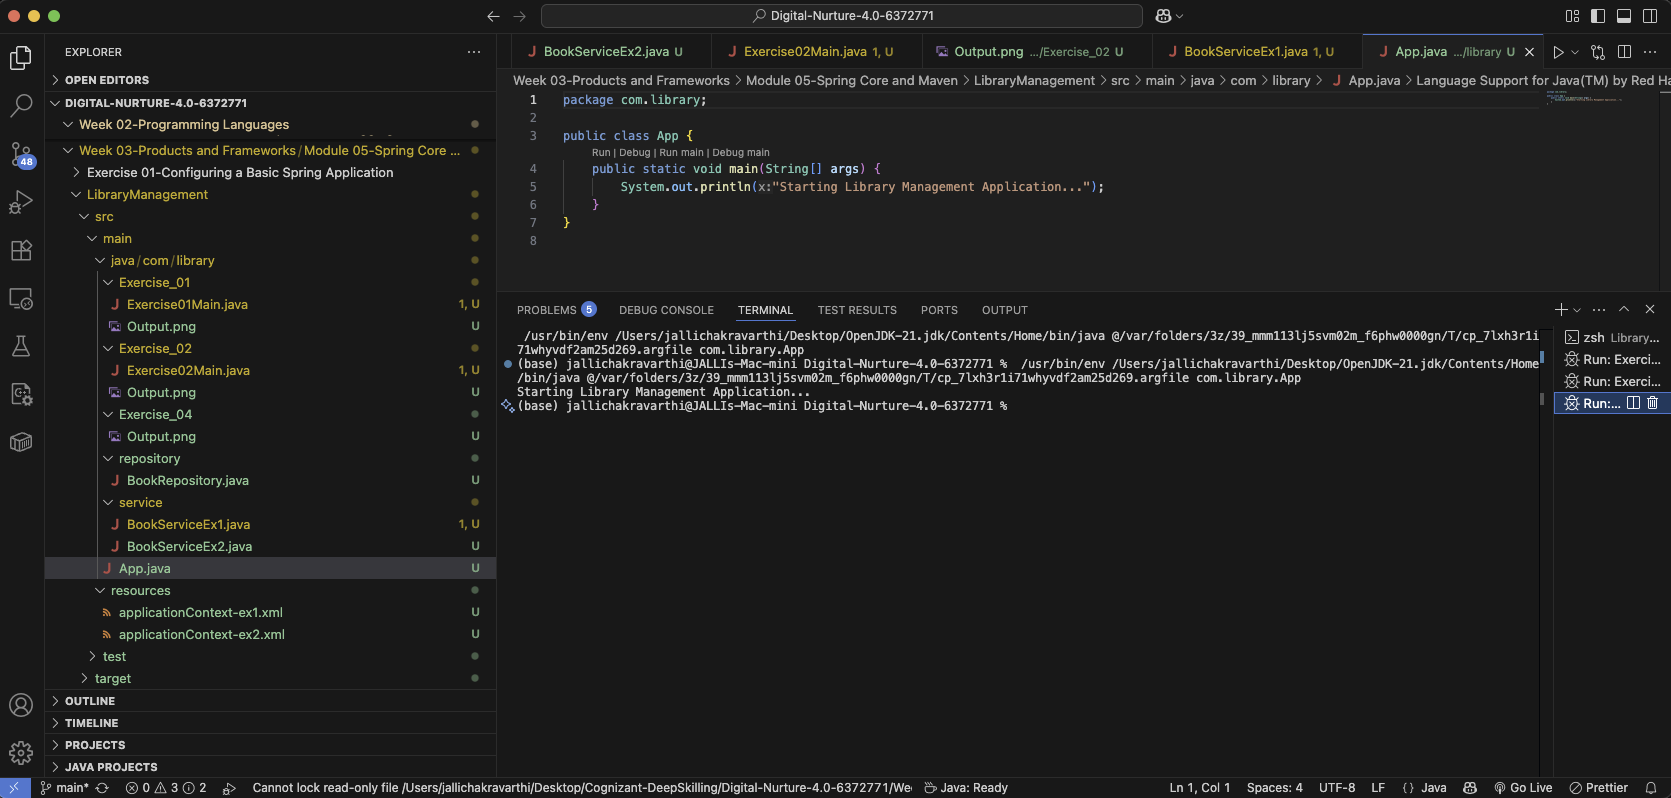 Digital-Nurture-4.0-6372771
EXPLORER
OPEN EDITORS
DIGITAL-NURTURE-4.0-6372771
Week 02-Programming Languages
Week 03-Products and Frameworks/Module 05-Spring Core ...
Exercise 01-Configuring a Basic Spring Application
LibraryManagement
src
main
java/com/library
Exercise_01
Exercise01Main.java 1, U
Output.png U
Exercise_02
Exercise02Main.java 1, U
Output.png U
Exercise_04
Output.png U
repository
BookRepository.java U
service
BookServiceEx1.java 1, U
BookServiceEx2.java U
App.java U
resources
applicationContext-ex1.xml U
applicationContext-ex2.xml U
test
target
OUTLINE
TIMELINE
PROJECTS
JAVA PROJECTS
48
BookServiceEx2.java U Exercise02Main.java 1, U Output.png .../Exercise_02 U BookServiceEx1.java 1, U App.java .../library U
Week 03-Products and Frameworks > Module 05-Spring Core and Maven > LibraryManagement > src > main > java > com > library > App.java > Language Support for Java(TM) by Red Ha
1 package com.library;
2
3 public class App {
Run | Debug | Run main | Debug main
4 public static void main(String[] args) {
5 System.out.println(x:"Starting Library Management Application...");
6 }
7 }
8
PROBLEMS 5 DEBUG CONSOLE TERMINAL TEST RESULTS PORTS OUTPUT
/usr/bin/env /Users/jallichakravarthi/Desktop/OpenJDK-21.jdk/Contents/Home/bin/java @/var/folders/3z/39_mmm113lj5svm02m_f6phw0000gn/T/cp_7lxh3r1i
71whyvdf2am25d269.argfile com.library.App
(base) jallichakravarthi@JALLIs-Mac-mini Digital-Nurture-4.0-6372771 % /usr/bin/env /Users/jallichakravarthi/Desktop/OpenJDK-21.jdk/Contents/Home
/bin/java @/var/folders/3z/39_mmm113lj5svm02m_f6phw0000gn/T/cp_7lxh3r1i71whyvdf2am25d269.argfile com.library.App
Starting Library Management Application...
(base) jallichakravarthi@JALLIs-Mac-mini Digital-Nurture-4.0-6372771 %
zsh Library...
Run: Exerci...
Run: Exerci...
Run:...
main* 0 3 2 Cannot lock read-only file /Users/jallichakravarthi/Desktop/Cognizant-DeepSkilling/Digital-Nurture-4.0-6372771/We Java: Ready Ln 1, Col 1 Spaces: 4 UTF-8 LF {} Java Go Live Prettier